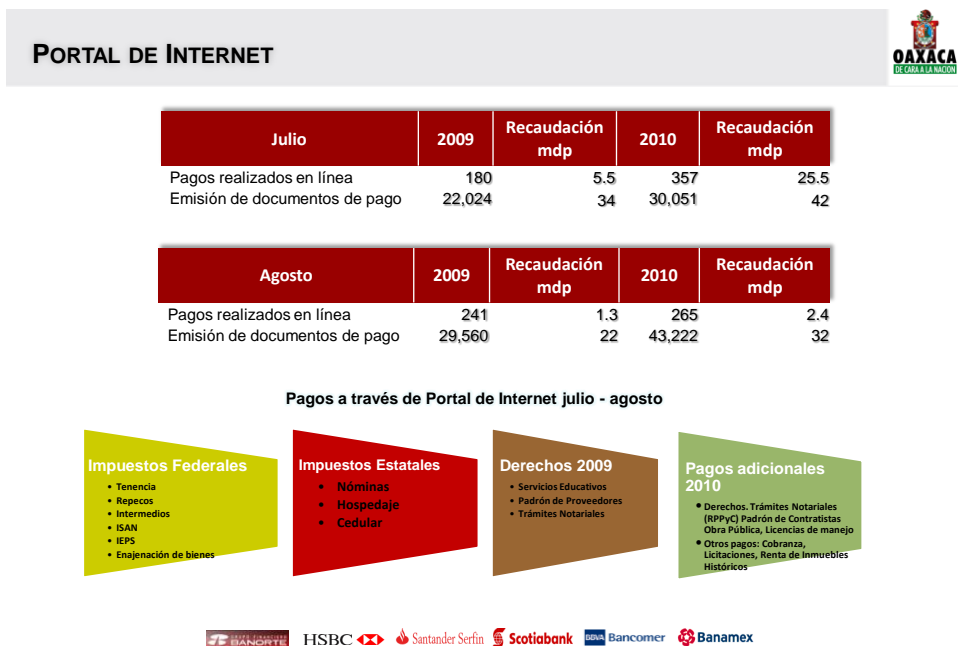 PORTAL DE INTERNET
OAXACA
DE CARA A LA NACION
Julio 2009 Recaudación mdp 2010 Recaudación mdp
Pagos realizados en línea 180 5.5 357 25.5
Emisión de documentos de pago 22,024 34 30,051 42
Agosto 2009 Recaudación mdp 2010 Recaudación mdp
Pagos realizados en línea 241 1.3 265 2.4
Emisión de documentos de pago 29,560 22 43,222 32
Pagos a través de Portal de Internet julio - agosto
Impuestos Federales
• Tenencia
• Repecos
• Intermedios
• ISAN
• IEPS
• Enajenación de bienes
Impuestos Estatales
• Nóminas
• Hospedaje
• Cedular
Derechos 2009
• Servicios Educativos
• Padrón de Proveedores
• Trámites Notariales
Pagos adicionales
2010
• Derechos. Trámites Notariales
(RPPyC) Padrón de Contratistas
Obra Pública, Licencias de manejo
• Otros pagos: Cobranza,
Licitaciones, Renta de Inmuebles
Históricos
GRUPO FINANCIERO
BANORTE
HSBC
Santander Serfin
Scotiabank
BBVA Bancomer
Banamex